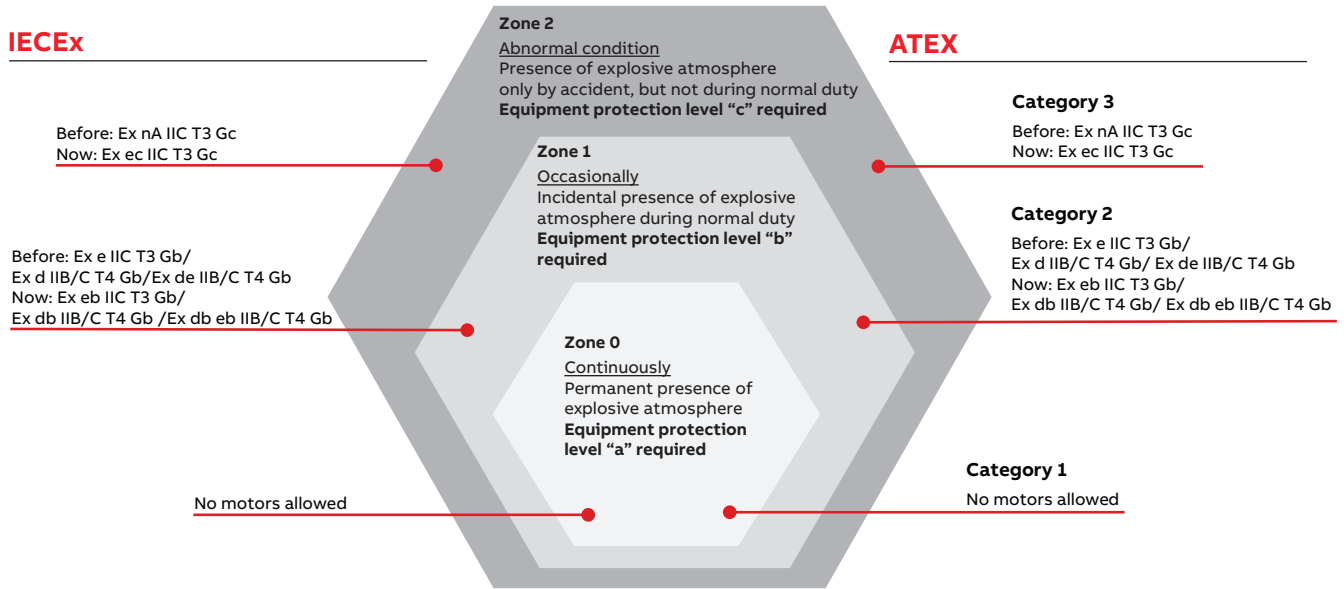 IECEx
Before: Ex nA IIC T3 Gc
Now: Ex ec IIC T3 Gc
Before: Ex e IIC T3 Gb/
Ex d IIB/C T4 Gb/Ex de IIB/C T4 Gb
Now: Ex eb IIC T3 Gb/
Ex db IIB/C T4 Gb /Ex db eb IIB/C T4 Gb
No motors allowed
Zone 2
Abnormal condition
Presence of explosive atmosphere
only by accident, but not during normal duty
Equipment protection level “c” required
Zone 1
Occasionally
Incidental presence of explosive
atmosphere during normal duty
Equipment protection level “b”
required
Zone 0
Continuously
Permanent presence of
explosive atmosphere
Equipment protection
level “a” required
ATEX
Category 3
Before: Ex nA IIC T3 Gc
Now: Ex ec IIC T3 Gc
Category 2
Before: Ex e IIC T3 Gb/
Ex d IIB/C T4 Gb/ Ex de IIB/C T4 Gb
Now: Ex eb IIC T3 Gb/
Ex db IIB/C T4 Gb/ Ex db eb IIB/C T4 Gb
Category 1
No motors allowed